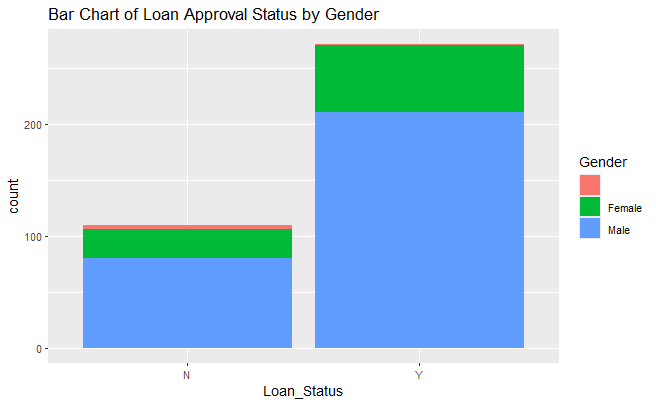 Bar Chart of Loan Approval Status by Gender
count
200
100
0
N
Y
Loan_Status
Gender
Female
Male